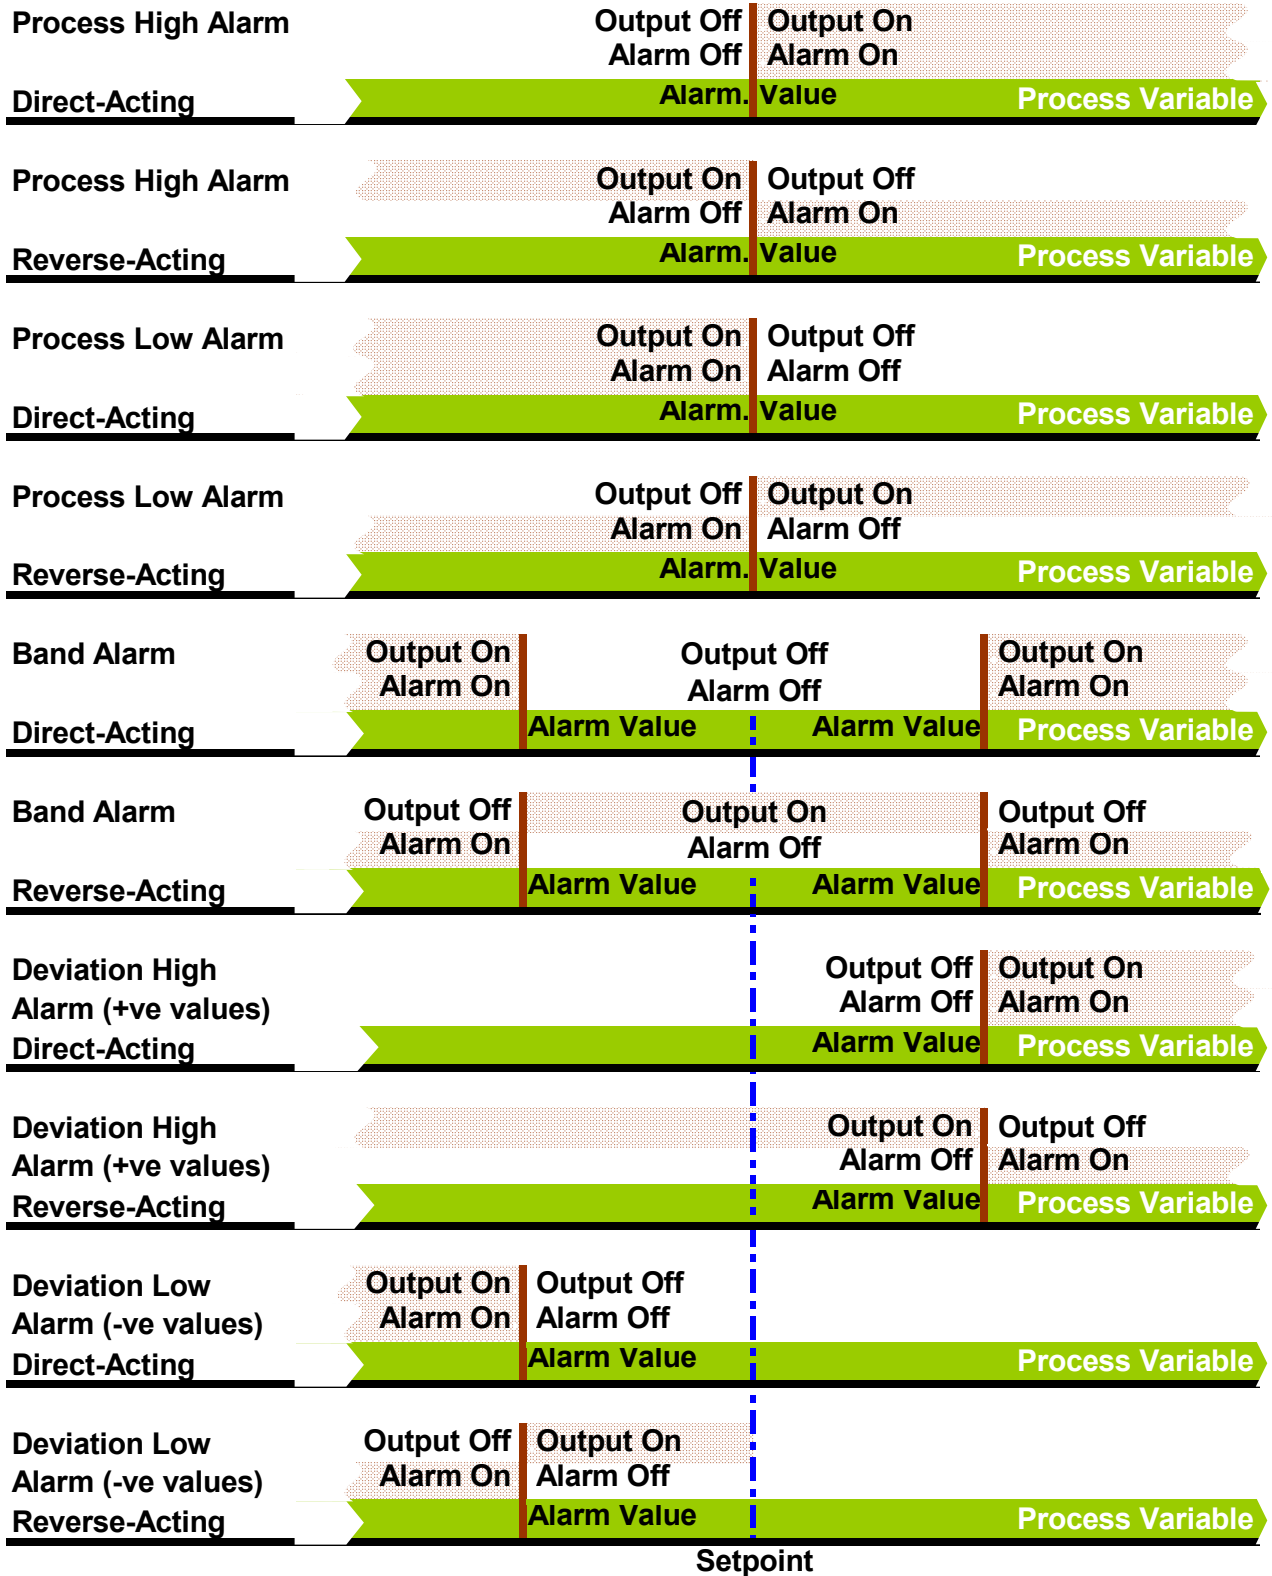 Process High Alarm Output Off Output On
Alarm Off Alarm On
Direct-Acting Alarm. Value Process Variable
Process High Alarm Output On Output Off
Alarm Off Alarm On
Reverse-Acting Alarm. Value Process Variable
Process Low Alarm Output On Output Off
Alarm On Alarm Off
Direct-Acting Alarm. Value Process Variable
Process Low Alarm Output Off Output On
Alarm On Alarm Off
Reverse-Acting Alarm. Value Process Variable
Band Alarm Output On Output Off Output On
Alarm On Alarm Off Alarm On
Direct-Acting Alarm Value Alarm Value Process Variable
Band Alarm Output Off Output On Output Off
Alarm On Alarm Off Alarm On
Reverse-Acting Alarm Value Alarm Value Process Variable
Deviation High Output Off Output On
Alarm (+ve values) Alarm Off Alarm On
Direct-Acting Alarm Value Process Variable
Deviation High Output On Output Off
Alarm (+ve values) Alarm Off Alarm On
Reverse-Acting Alarm Value Process Variable
Deviation Low Output On Output Off
Alarm (-ve values) Alarm On Alarm Off
Direct-Acting Alarm Value Process Variable
Deviation Low Output Off Output On
Alarm (-ve values) Alarm On Alarm Off
Reverse-Acting Alarm Value Process Variable
Setpoint